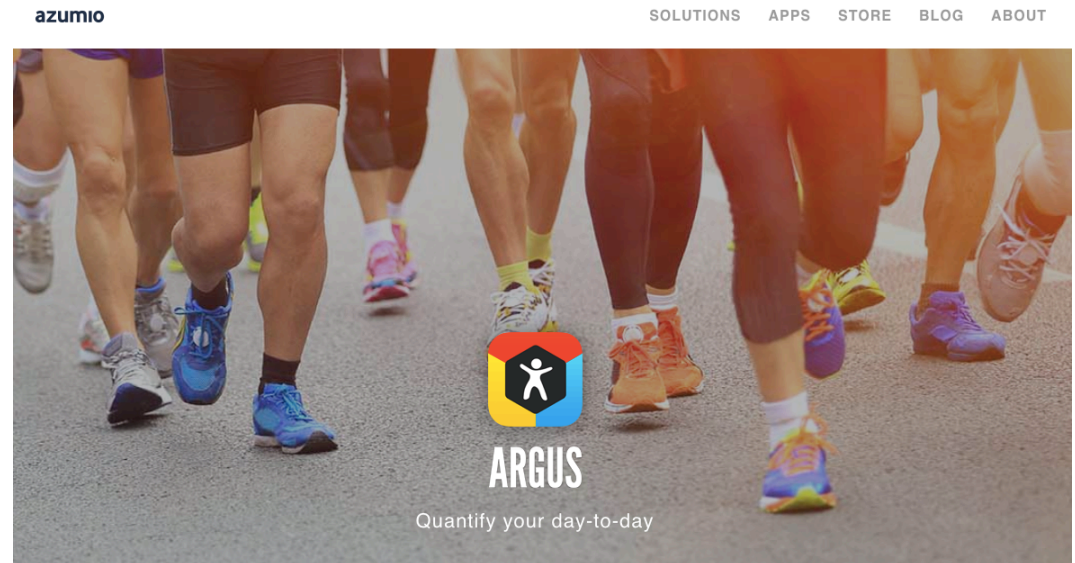 azumio
SOLUTIONS APPS STORE BLOG ABOUT
ARGUS
Quantify your day-to-day